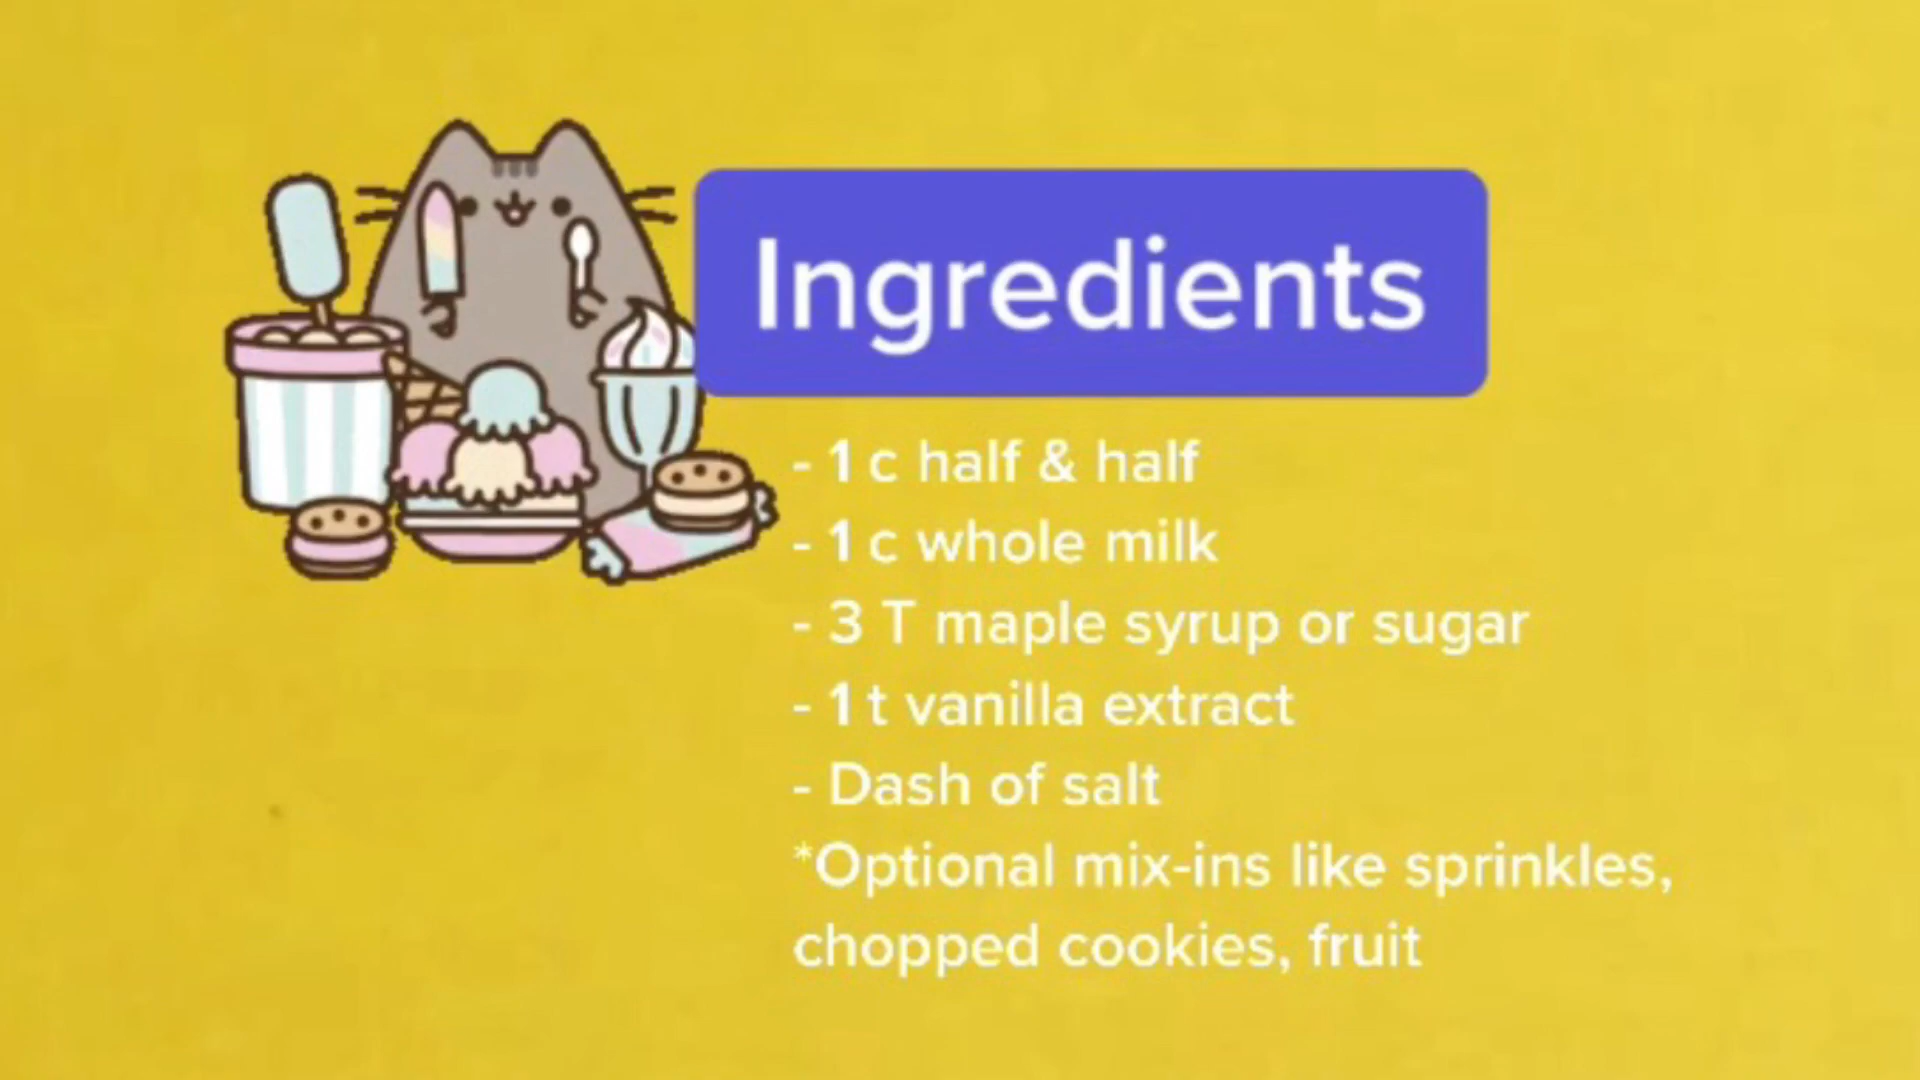 Ingredients
- 1 c half & half
- 1 c whole milk
- 3 T maple syrup or sugar
- 1 t vanilla extract
- Dash of salt
*Optional mix-ins like sprinkles,
chopped cookies, fruit